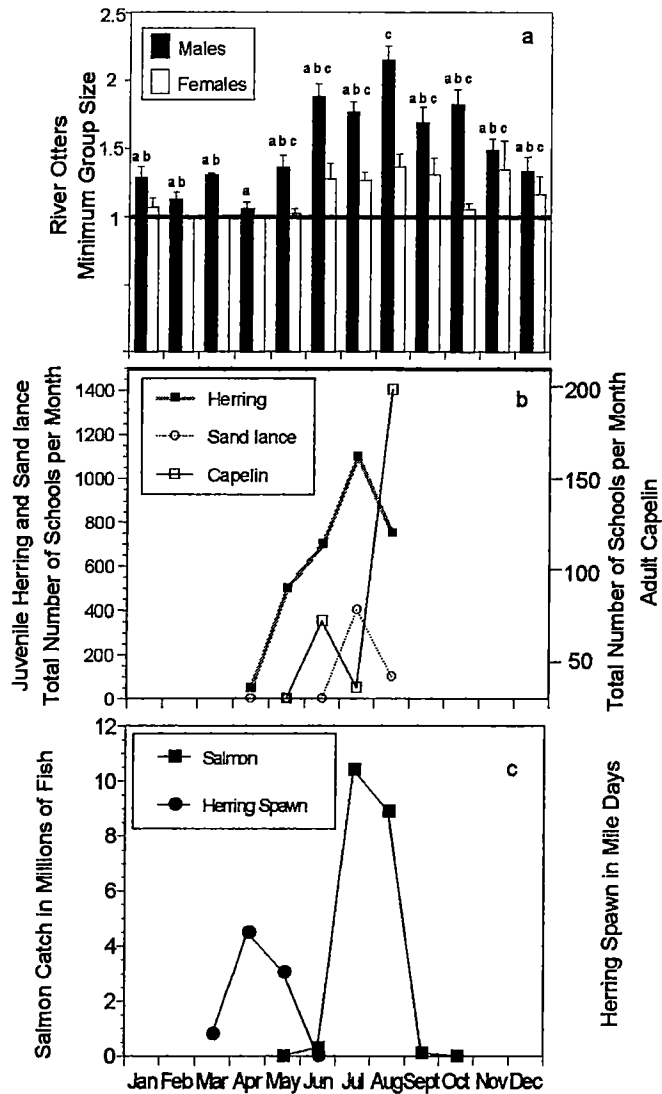 2.5
2
1.5
1
River Otters
Minimum Group Size
Males
Females
a
a b
a b
a b
a
a b c
a b c
a b c
c
a b c
a b c
a b c
a b c
1400
1200
1000
800
600
400
200
0
Juvenile Herring and Sand lance
Total Number of Schools per Month
Herring
Sand lance
Capelin
b
200
150
100
50
Total Number of Schools per Month
Adult Capelin
12
10
8
6
4
2
0
Salmon Catch in Millions of Fish
Salmon
Herring Spawn
c
Herring Spawn in Mile Days
Jan Feb Mar Apr May Jun Jul Aug Sept Oct Nov Dec